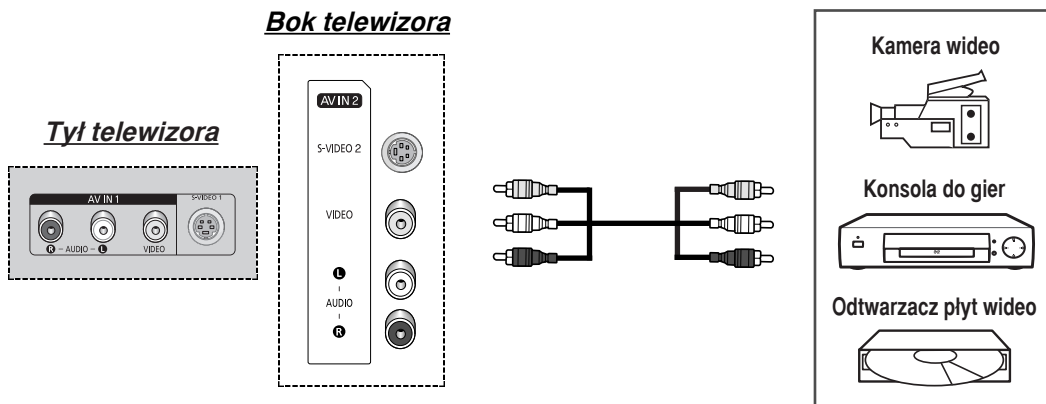 Bok telewizora
Tył telewizora
AV IN 1
S-VIDEO 1
R - AUDIO - L
VIDEO
AV IN 2
S-VIDEO 2
VIDEO
L
-
AUDIO
-
R
Kamera wideo
Konsola do gier
Odtwarzacz płyt wideo